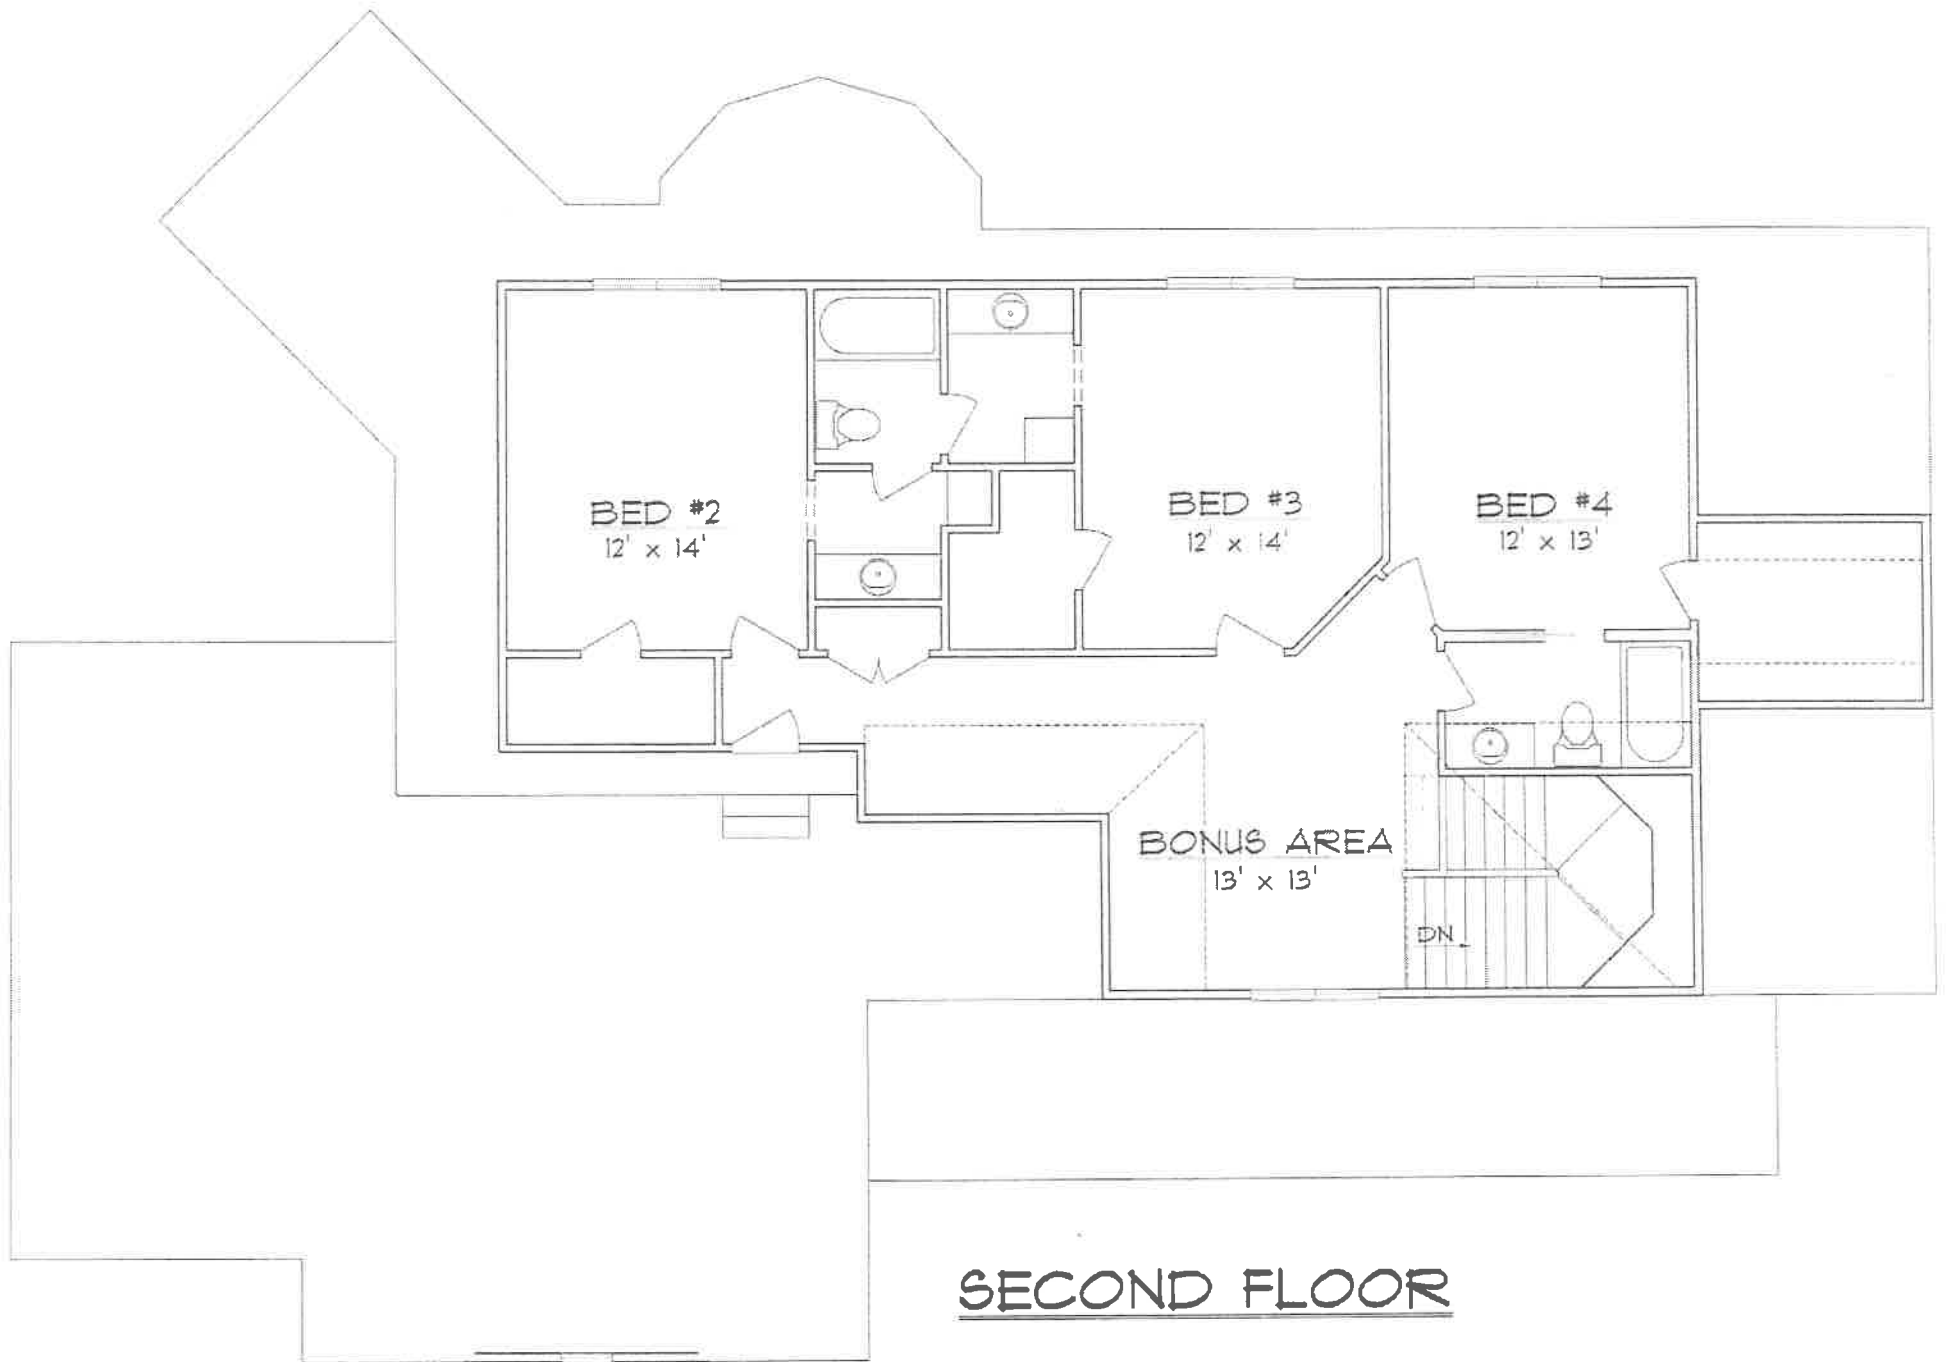 BED #2
12' x 14'
BED #3
12' x 14'
BED #4
12' x 13'
BONUS AREA
13' x 13'
DN
SECOND FLOOR